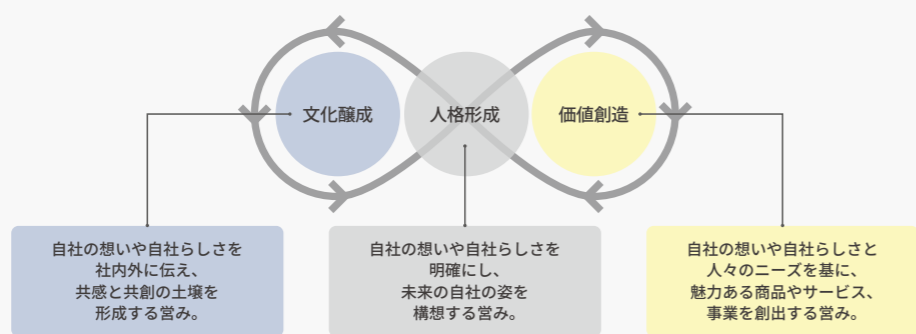 文化醸成
人格形成
価値創造
自社の想いや自社らしさを
社内外に伝え、
共感と共創の土壌を
形成する営み。
自社の想いや自社らしさを
明確にし、
未来の自社の姿を
構想する営み。
自社の想いや自社らしさと
人々のニーズを基に、
魅力ある商品やサービス、
事業を創出する営み。